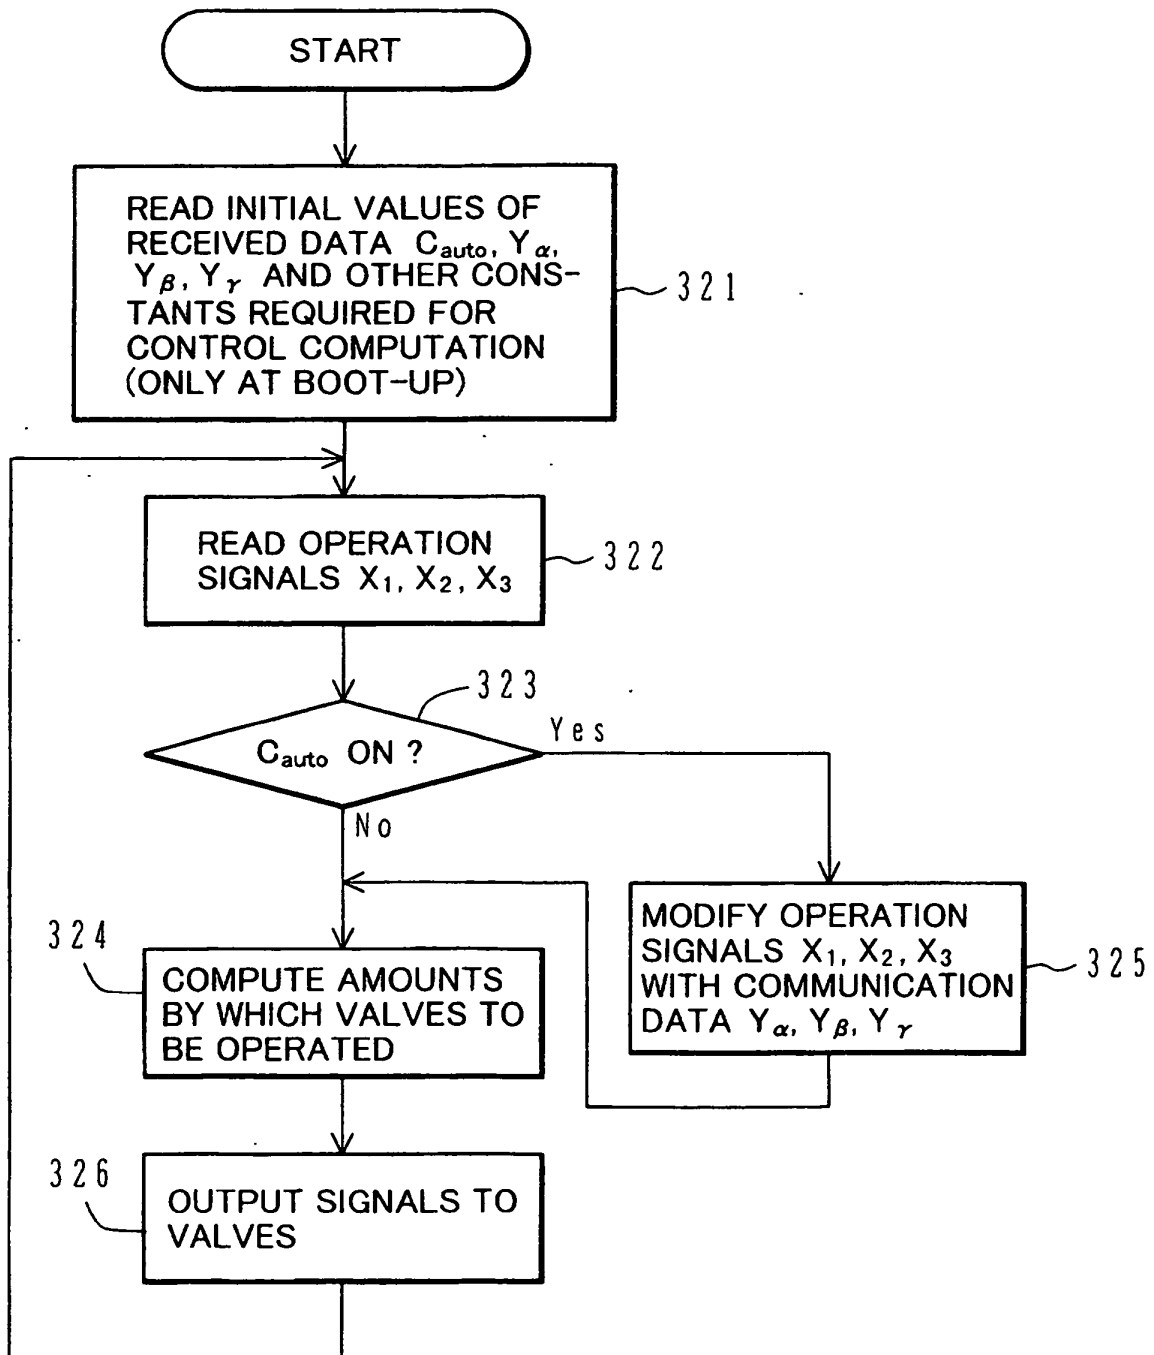 START
READ INITIAL VALUES OF
RECEIVED DATA Cauto, Yα,
Yβ, Yγ AND OTHER CONS-
TANTS REQUIRED FOR
CONTROL COMPUTATION
(ONLY AT BOOT-UP)
321
READ OPERATION
SIGNALS X1, X2, X3
322
323
Cauto ON ?
Yes
No
324
COMPUTE AMOUNTS
BY WHICH VALVES TO
BE OPERATED
MODIFY OPERATION
SIGNALS X1, X2, X3
WITH COMMUNICATION
DATA Yα, Yβ, Yγ
325
326
OUTPUT SIGNALS TO
VALVES